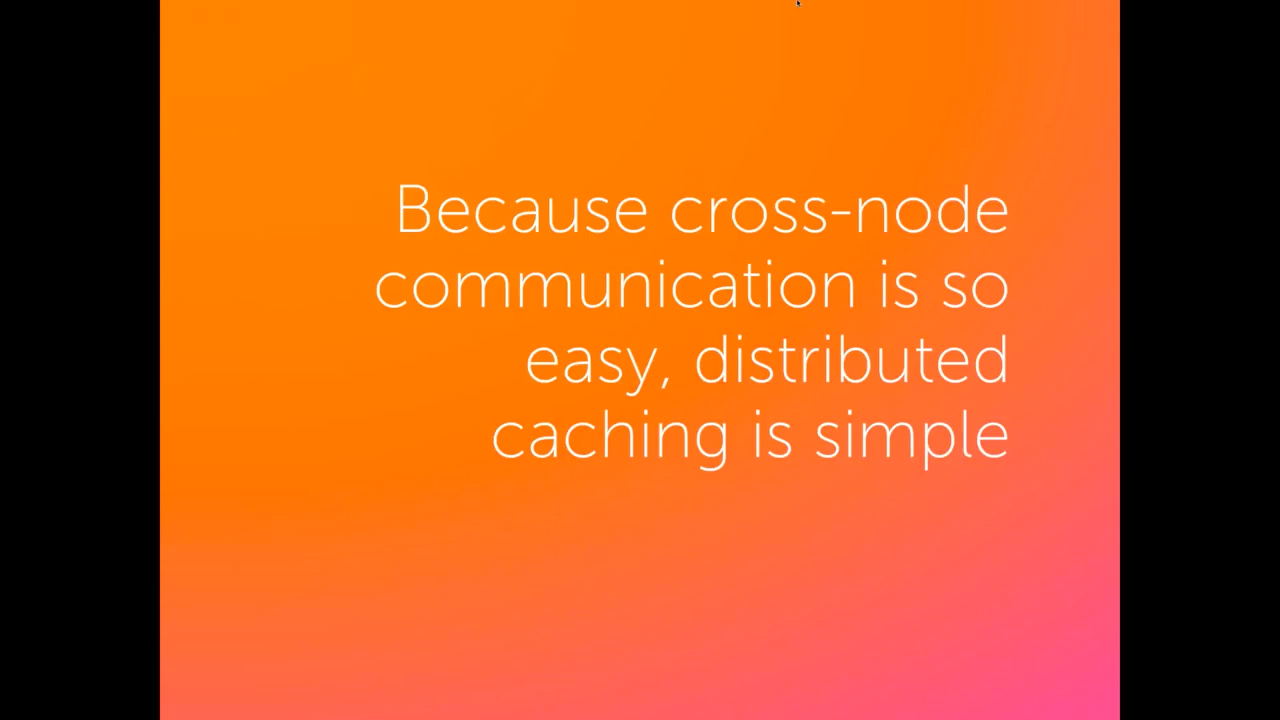 Because cross-node
communication is so
easy, distributed
caching is simple